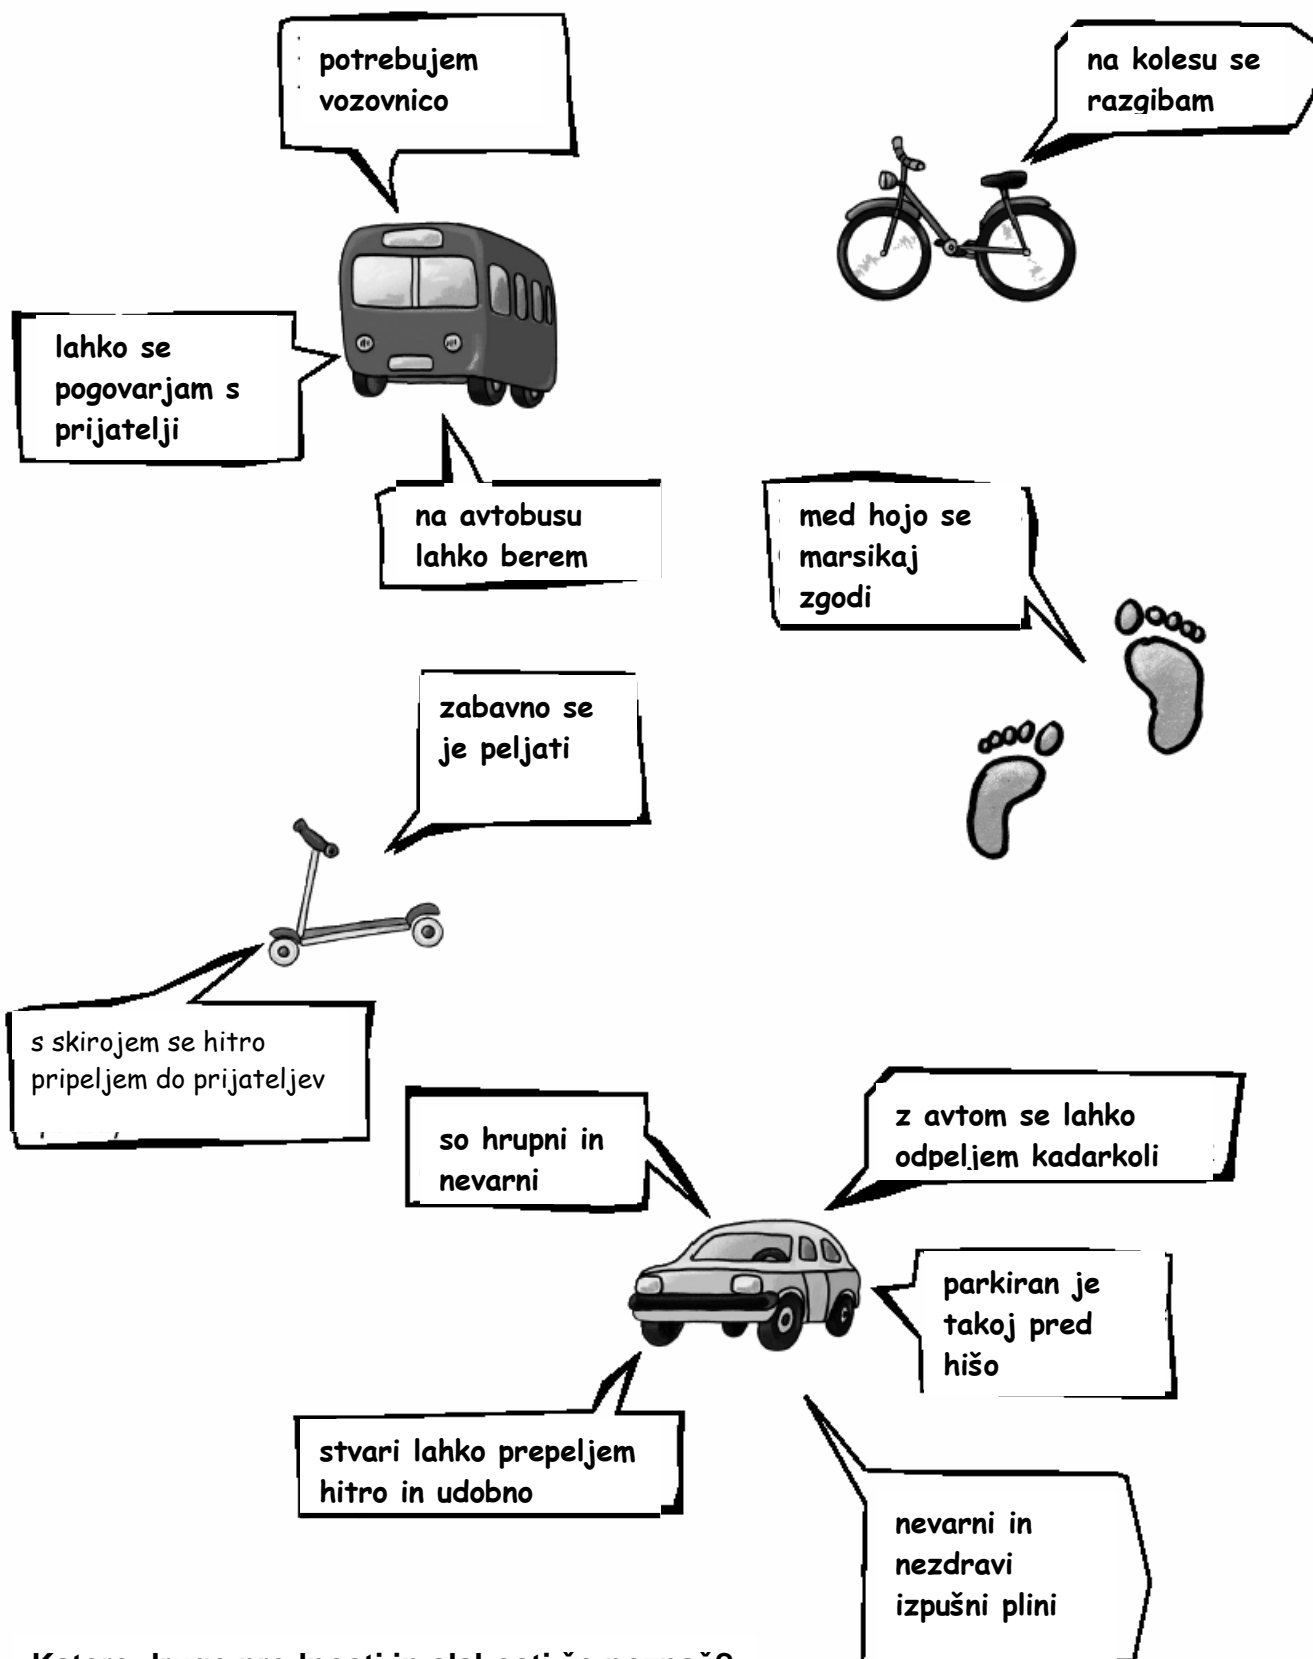 potrebujem
vozovnico
na kolesu se
razgibam
lahko se
pogovarjam s
prijatelji
na avtobusu
lahko berem
med hojo se
marsikaj
zgodi
zabavno se
je peljati
s skirojem se hitro
pripeljem do prijateljev
so hrupni in
nevarni
z avtom se lahko
odpeljem kadarkoli
parkiran je
takoj pred
hišo
stvari lahko prepeljem
hitro in udobno
nevarni in
nezdravi
izpušni plini